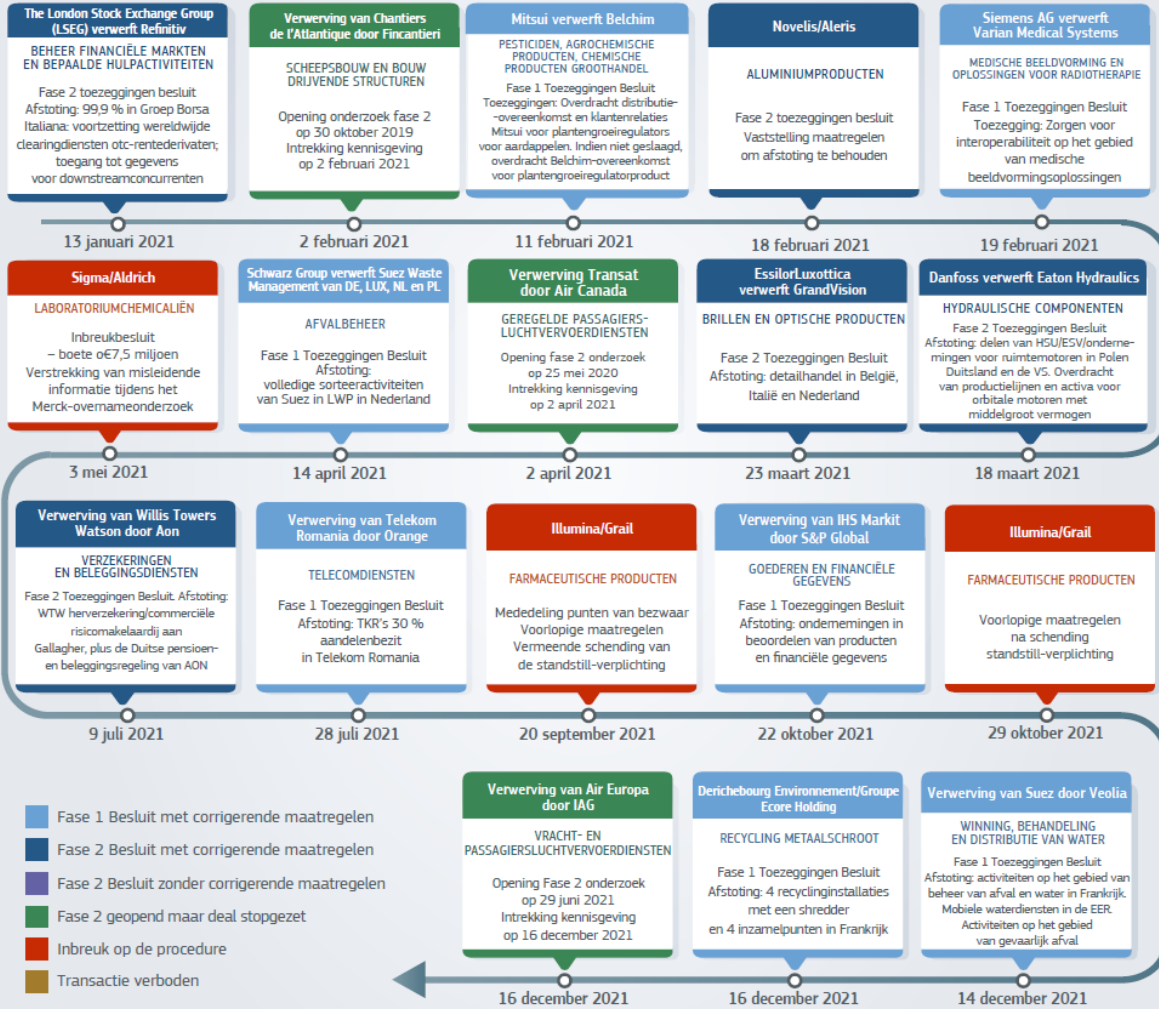 The London Stock Exchange Group
(LSEG) verwerft Refinitiv
BEHEER FINANCIËLE MARKTEN
EN BEPAALDE HULPACTIVITEITEN
Fase 2 toezeggingen besluit
Afstoting: 99,9 % in Groep Borsa
Italiana: voortzetting wereldwijde
clearingdiensten otc-rentederivaten;
toegang tot gegevens
voor downstreamconcurrenten
13 januari 2021
Verwerving van Chantiers
de l'Atlantique door Fincantieri
SCHEEPSBOUW EN BOUW
DRIJVENDE STRUCTUREN
Opening onderzoek fase 2
op 30 oktober 2019
Intrekking kennisgeving
op 2 februari 2021
2 februari 2021
Mitsui verwerft Belchim
PESTICIDEN, AGROCHEMISCHE
PRODUCTEN, CHEMISCHE
PRODUCTEN GROOTHANDEL
Fase 1 Toezeggingen Besluit
Toezeggingen: Overdracht distributie-
-overeenkomst en klantenrelaties
Mitsui voor plantengroeiregulators
voor aardappelen. Indien niet geslaagd,
overdracht Belchim-overeenkomst
voor plantengroeiregulatorproduct
11 februari 2021
Novelis/Aleris
ALUMINIUMPRODUCTEN
Fase 2 toezeggingen besluit
Vaststelling maatregelen
om afstoting te behouden
18 februari 2021
Siemens AG verwerft
Varian Medical Systems
MEDISCHE BEELDVORMING EN
OPLOSSINGEN VOOR RADIOTHERAPIE
Fase 1 Toezeggingen Besluit
Toezegging: Zorgen voor
interoperabiliteit op het gebied
van medische
beeldvormingsoplossingen
19 februari 2021
Sigma/Aldrich
LABORATORIUMCHEMICALIËN
Inbreukbesluit
– boete o€7,5 miljoen
Verstrekking van misleidende
informatie tijdens het
Merck-overnameonderzoek
3 mei 2021
Schwarz Group verwerft Suez Waste
Management van DE, LUX, NL en PL
AFVALBEHEER
Fase 1 Toezeggingen Besluit
Afstoting:
volledige sorteeractiviteiten
van Suez in LWP in Nederland
14 april 2021
Verwerving Transat
door Air Canada
GEREGELDE PASSAGIERS-
LUCHTVERVOERDIENSTEN
Opening fase 2 onderzoek
op 25 mei 2020
Intrekking kennisgeving
op 2 april 2021
2 april 2021
EssilorLuxottica
verwerft GrandVision
BRILLEN EN OPTISCHE PRODUCTEN
Fase 2 Toezeggingen Besluit
Afstoting: detailhandel in België,
Italië en Nederland
23 maart 2021
Danfoss verwerft Eaton Hydraulics
HYDRAULISCHE COMPONENTEN
Fase 2 Toezeggingen Besluit
Afstoting: delen van HSU/ESV/onderne-
mingen voor ruimtemotoren in Polen
Duitsland en de VS. Overdracht
van productielijnen en activa voor
orbitale motoren met
middelgroot vermogen
18 maart 2021
Verwerving van Willis Towers
Watson door Aon
VERZEKERINGEN
EN BELEGGINGSDIENSTEN
Fase 2 Toezeggingen Besluit. Afstoting:
WTW herverzekering/commerciële
risicomakelaardij aan
Gallagher, plus de Duitse pensioen-
en beleggingsregeling van AON
9 juli 2021
Verwerving van Telekom
Romania door Orange
TELECOMDIENSTEN
Fase 1 Toezeggingen Besluit
Afstoting: TKR's 30 %
aandelenbezit
in Telekom Romania
28 juli 2021
Illumina/Grail
FARMACEUTISCHE PRODUCTEN
Mededeling punten van bezwaar
Voorlopige maatregelen
Vermeende schending van
de standstill-verplichting
20 september 2021
Verwerving van IHS Markit
door S&P Global
GOEDEREN EN FINANCIËLE
GEGEVENS
Fase 1 Toezeggingen Besluit
Afstoting: ondernemingen in
beoordelen van producten
en financiële gegevens
22 oktober 2021
Illumina/Grail
FARMACEUTISCHE PRODUCTEN
Voorlopige maatregelen
na schending
standstill-verplichting
29 oktober 2021
Fase 1 Besluit met corrigerende maatregelen
Fase 2 Besluit met corrigerende maatregelen
Fase 2 Besluit zonder corrigerende maatregelen
Fase 2 geopend maar deal stopgezet
Inbreuk op de procedure
Transactie verboden
Verwerving van Air Europa
door IAG
VRACHT- EN
PASSAGIERSLUCHTVERVOERDIENSTEN
Opening Fase 2 onderzoek
op 29 juni 2021
Intrekking kennisgeving
op 16 december 2021
16 december 2021
Derichebourg Environnement/Groupe
Ecore Holding
RECYCLING METAALSCHROOT
Fase 1 Toezeggingen Besluit
Afstoting: 4 recyclinginstallaties
met een shredder
en 4 inzamelpunten in Frankrijk
16 december 2021
Verwerving van Suez door Veolia
WINNING, BEHANDELING
EN DISTRIBUTIE VAN WATER
Fase 1 Toezeggingen Besluit
Afstoting: activiteiten op het gebied van
beheer van afval en water in Frankrijk.
Mobiele waterdiensten in de EER.
Activiteiten op het gebied
van gevaarlijk afval
14 december 2021